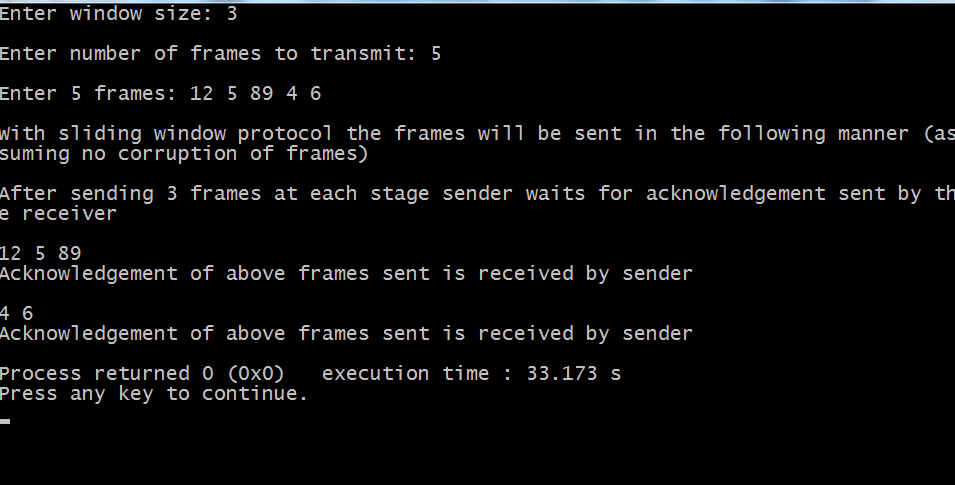 Enter window size: 3
Enter number of frames to transmit: 5
Enter 5 frames: 12 5 89 4 6
With sliding window protocol the frames will be sent in the following manner (as
suming no corruption of frames)
After sending 3 frames at each stage sender waits for acknowledgement sent by th
e receiver
12 5 89
Acknowledgement of above frames sent is received by sender
4 6
Acknowledgement of above frames sent is received by sender
Process returned 0 (0x0)   execution time : 33.173 s
Press any key to continue.